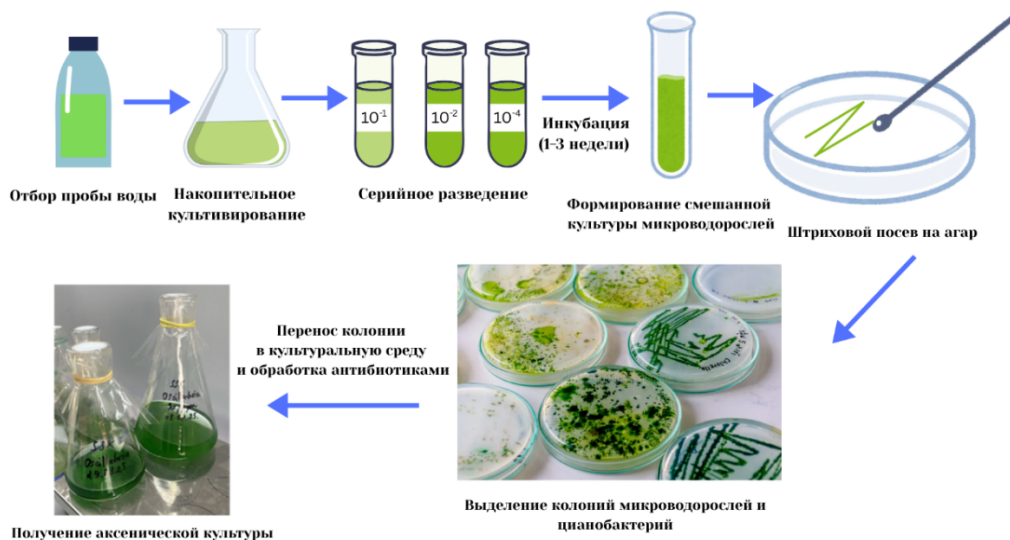 Отбор пробы воды
Накопительное
культивирование
10⁻¹
10⁻²
10⁻⁴
Серийное разведение
Инкубация
(1-3 недели)
Формирование смешанной
культуры микроводорослей
Штриховой посев на агар
Перенос колонии
в культуральную среду
и обработка антибиотиками
Получение аксенической культуры
Выделение колоний микроводорослей и
цианобактерий